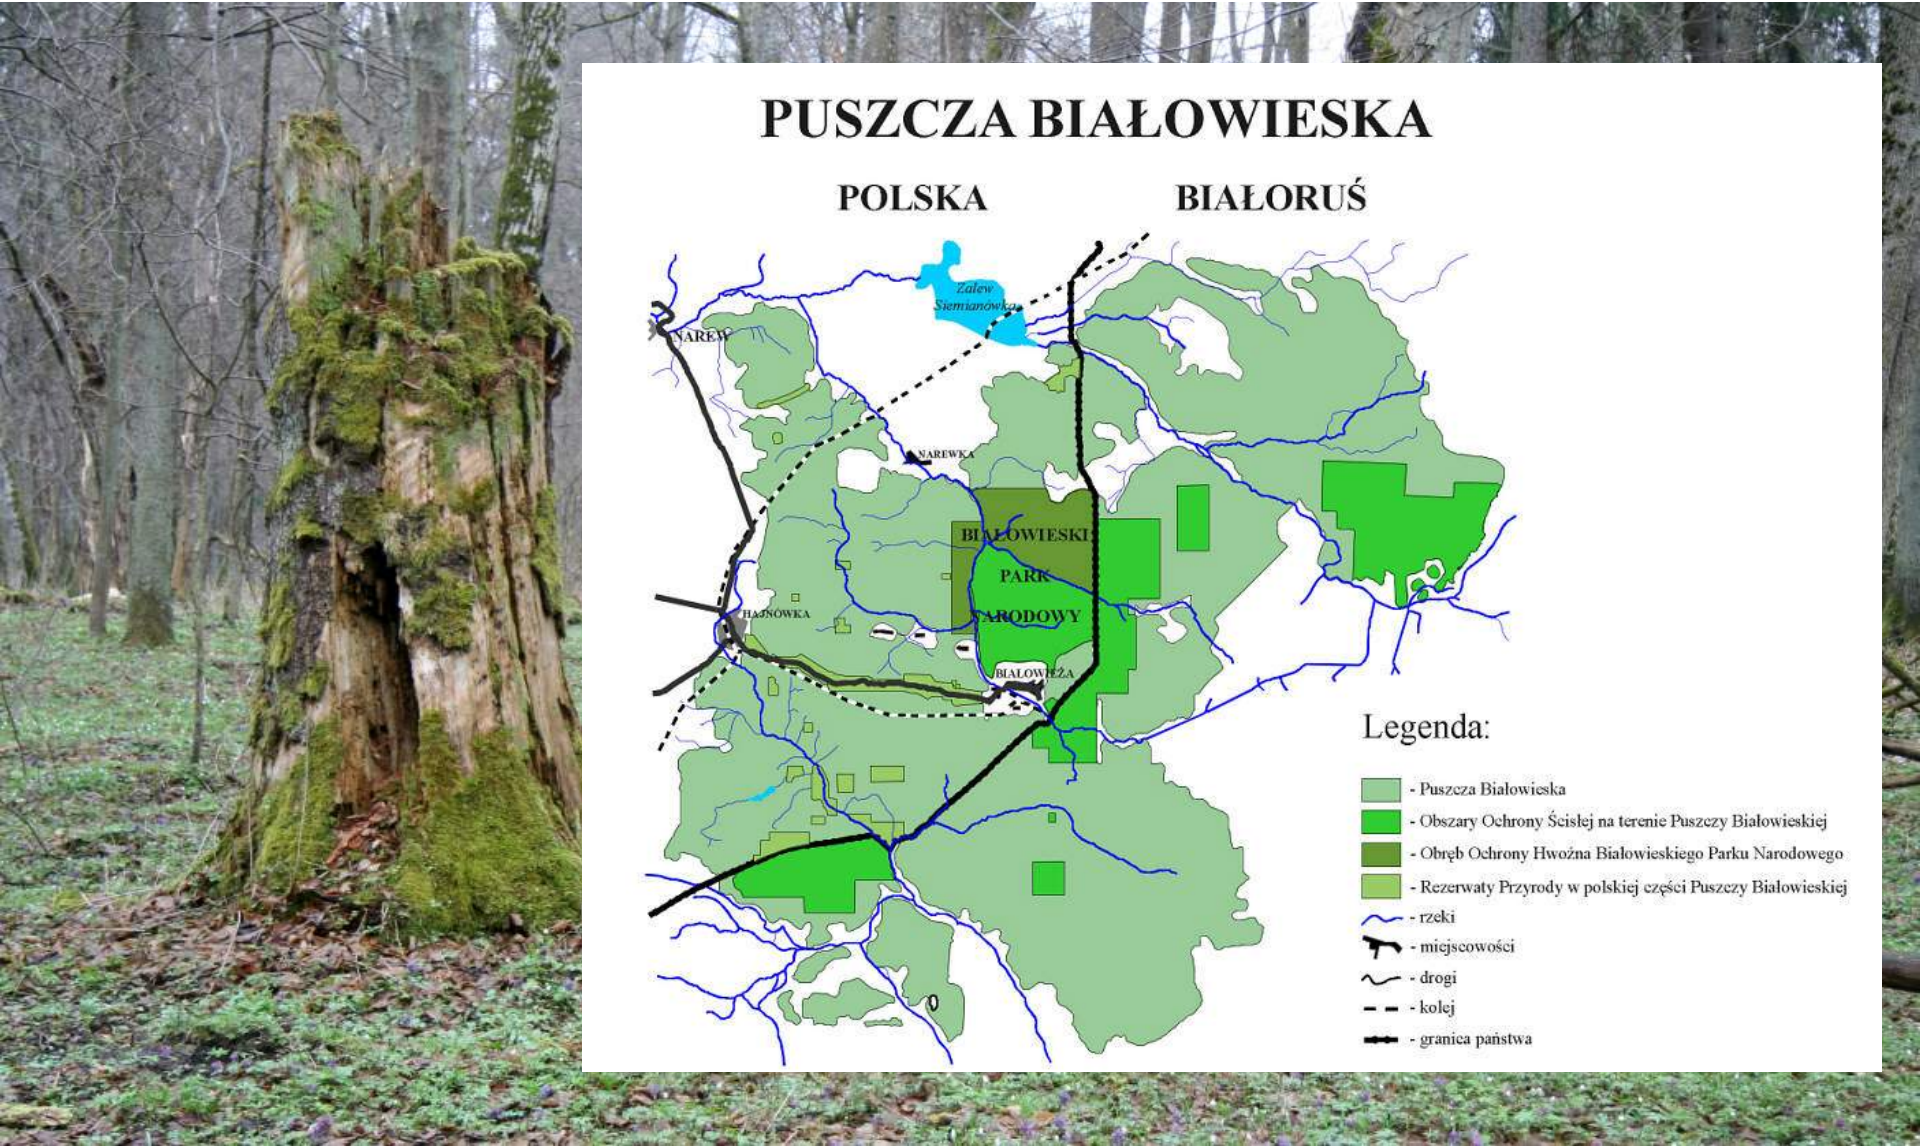 PUSZCZA BIAŁOWIESKA
POLSKA
BIAŁORUŚ
Zalew
Siemianówka
NAREW
NAREWKA
BIAŁOWIESKI
PARK
NARODOWY
HAJNÓWKA
BIAŁOWIEŻA
Legenda:
- Puszcza Białowieska
- Obszary Ochrony Ścisłej na terenie Puszczy Białowieskiej
- Obręb Ochrony Hwoźna Białowieskiego Parku Narodowego
- Rezerwaty Przyrody w polskiej części Puszczy Białowieskiej
- rzeki
- miejscowości
- drogi
- kolej
- granica państwa